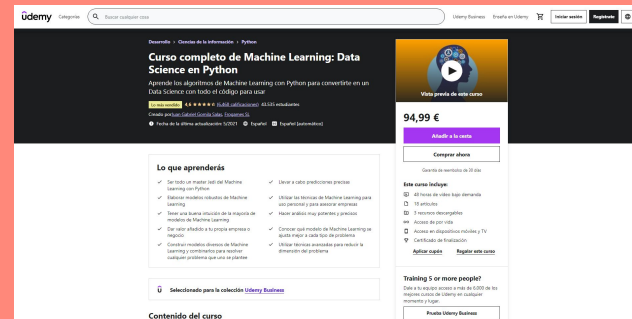 ûdemy
Categorías
Buscar cualquier cosa
Udemy Business
Enseña en Udemy
Iniciar sesión
Regístrate
Desarrollo > Ciencias de la información > Python
Curso completo de Machine Learning: Data
Science en Python
Aprende los algoritmos de Machine Learning con Python para convertirte en un
Data Science con todo el código para usar
Lo más vendido 4,6 ★★★★★ calificaciones) 43.535 estudiantes
Creado por Juan Gabriel Gomila Salas, Frogames SL
Fecha de la última actualización: 5/2021 Español Español [automático]
Vista previa de este curso
94,99 €
Añadir a la cesta
Comprar ahora
Garantía de reembolso de 30 días
Este curso incluye:
48 horas de vídeo bajo demanda
18 artículos
3 recursos descargables
Acceso de por vida
Acceso en dispositivos móviles y TV
Certificado de finalización
Aplicar cupón Regalar este curso
Training 5 or more people?
Dale a tu equipo acceso a más de 6.000 de los
mejores cursos de Udemy en cualquier
momento y lugar.
Prueba Udemy Business
Lo que aprenderás
Ser todo un master Jedi del Machine
Learning con Python
Elaborar modelos robustos de Machine
Learning
Tener una buena intuición de la mayoría de
modelos de Machine Learning
Dar valor añadido a tu propia empresa o
negocio
Construir modelos diversos de Machine
Learning y combinarlos para resolver
cualquier problema que uno se plantee
Llevar a cabo predicciones precisas
Utilizar las técnicas de Machine Learning para
uso personal y para asesorar empresas
Hacer análisis muy potentes y precisos
Conocer qué modelo de Machine Learning se
ajusta mejor a cada tipo de problema
Utilizar técnicas avanzadas para reducir la
dimensión del problema
û Seleccionado para la colección Udemy Business
Contenido del curso